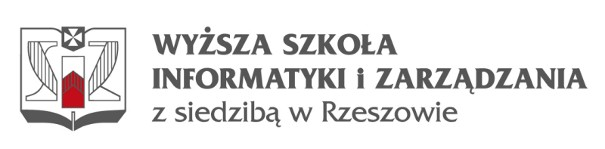 WYŻSZA SZKOŁA
INFORMATYKI i ZARZĄDZANIA
z siedzibą w Rzeszowie